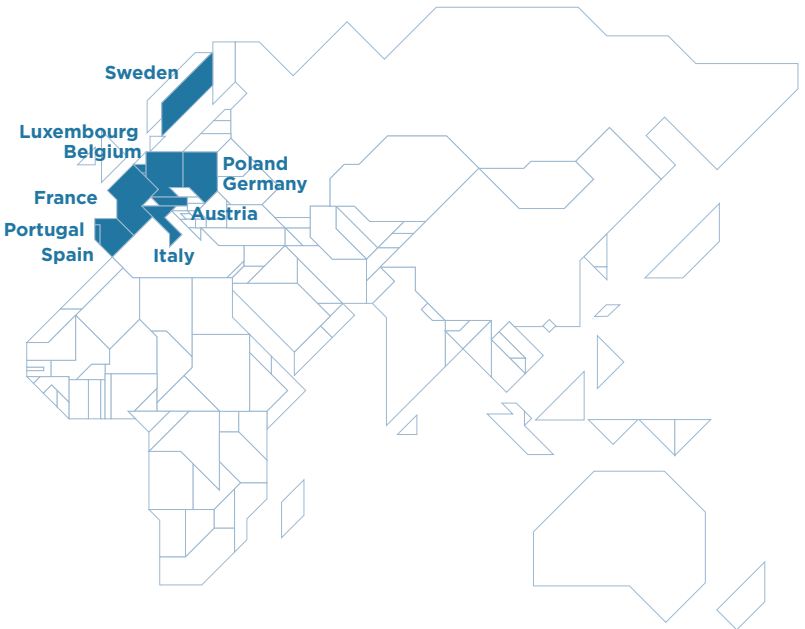 Sweden
Luxembourg
Belgium
Poland
Germany
France
Austria
Portugal
Spain
Italy